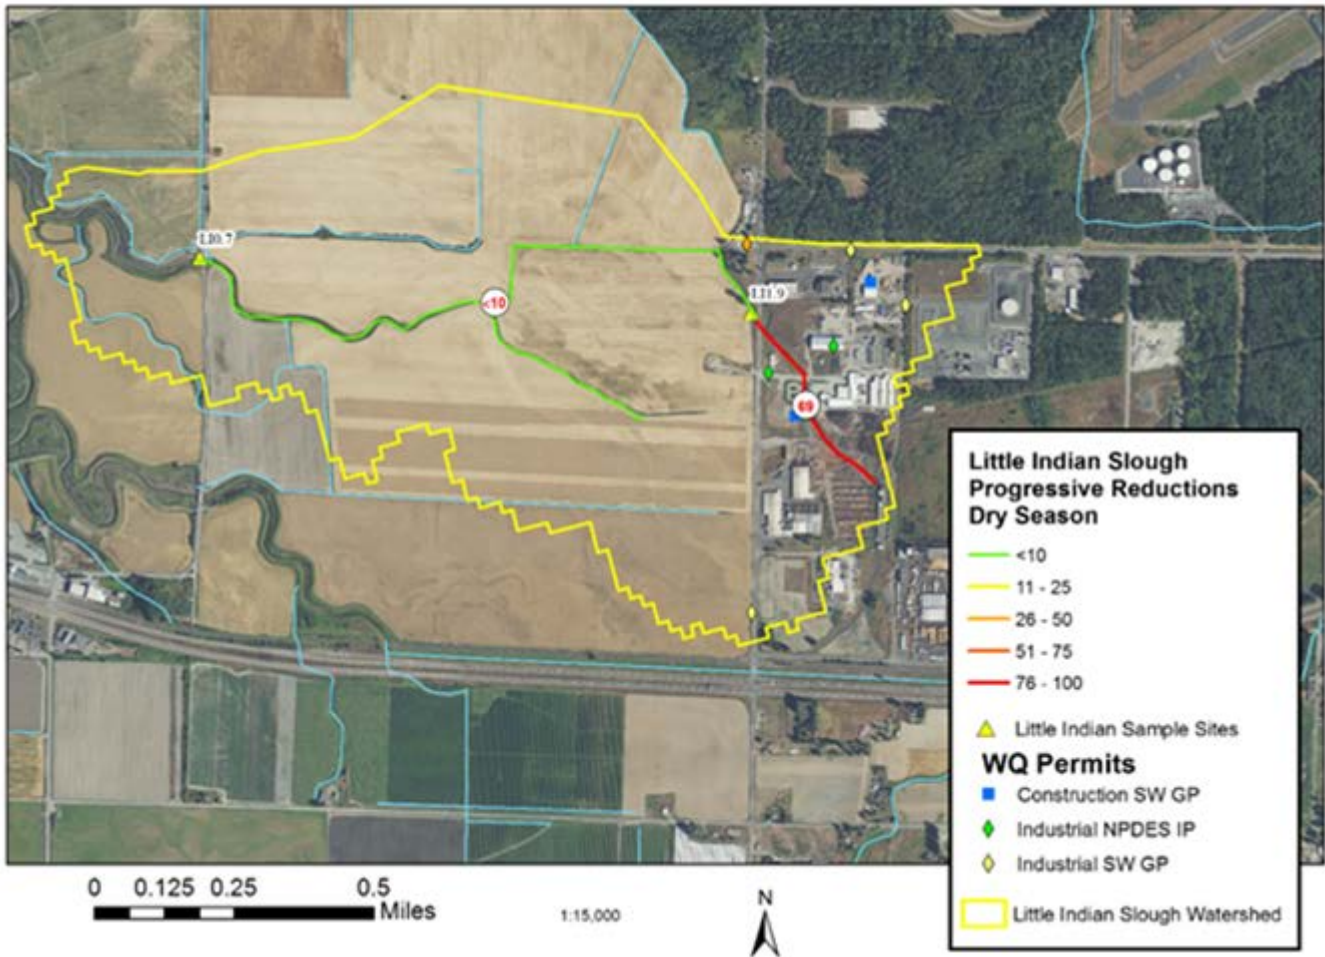 LI0.7
<10
LI1.9
69
Little Indian Slough
Progressive Reductions
Dry Season
<10
11 - 25
26 - 50
51 - 75
76 - 100
Little Indian Sample Sites
WQ Permits
Construction SW GP
Industrial NPDES IP
Industrial SW GP
Little Indian Slough Watershed
0 0.125 0.25 0.5
Miles
1:15,000
N